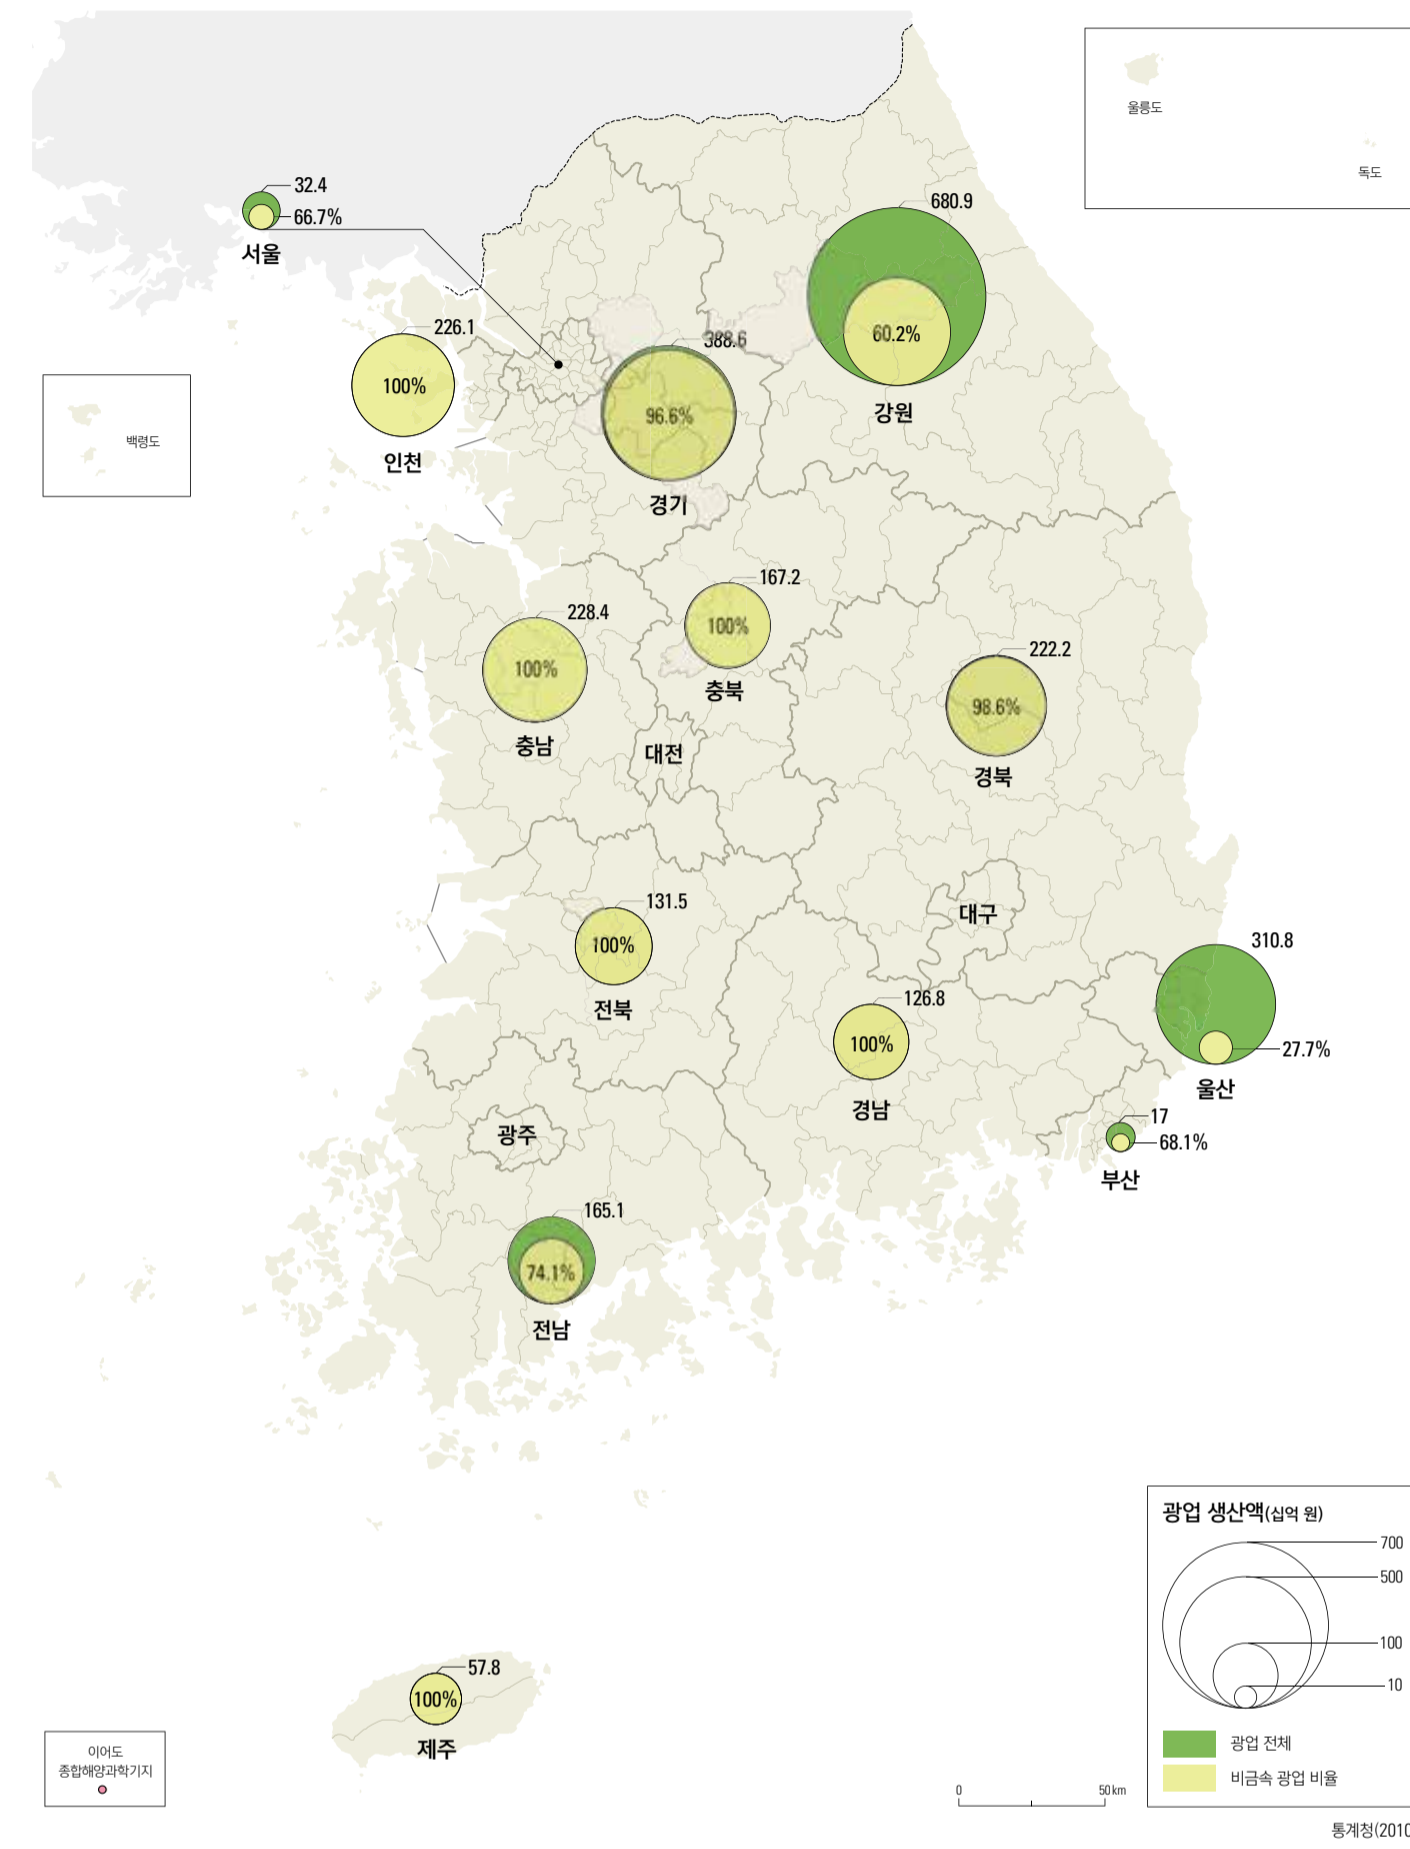 울릉도
독도
32.4
66.7%
서울
680.9
60.2%
강원
226.1
100%
인천
388.6
96.6%
경기
백령도
167.2
100%
충북
228.4
100%
충남
대전
222.2
98.6%
경북
131.5
100%
전북
대구
310.8
27.7%
울산
126.8
100%
경남
17
68.1%
부산
광주
165.1
74.1%
전남
57.8
100%
제주
이어도
종합해양과학기지
0
50 km
광업 생산액(십억 원)
700
500
100
10
광업 전체
비금속 광업 비율
통계청(2010